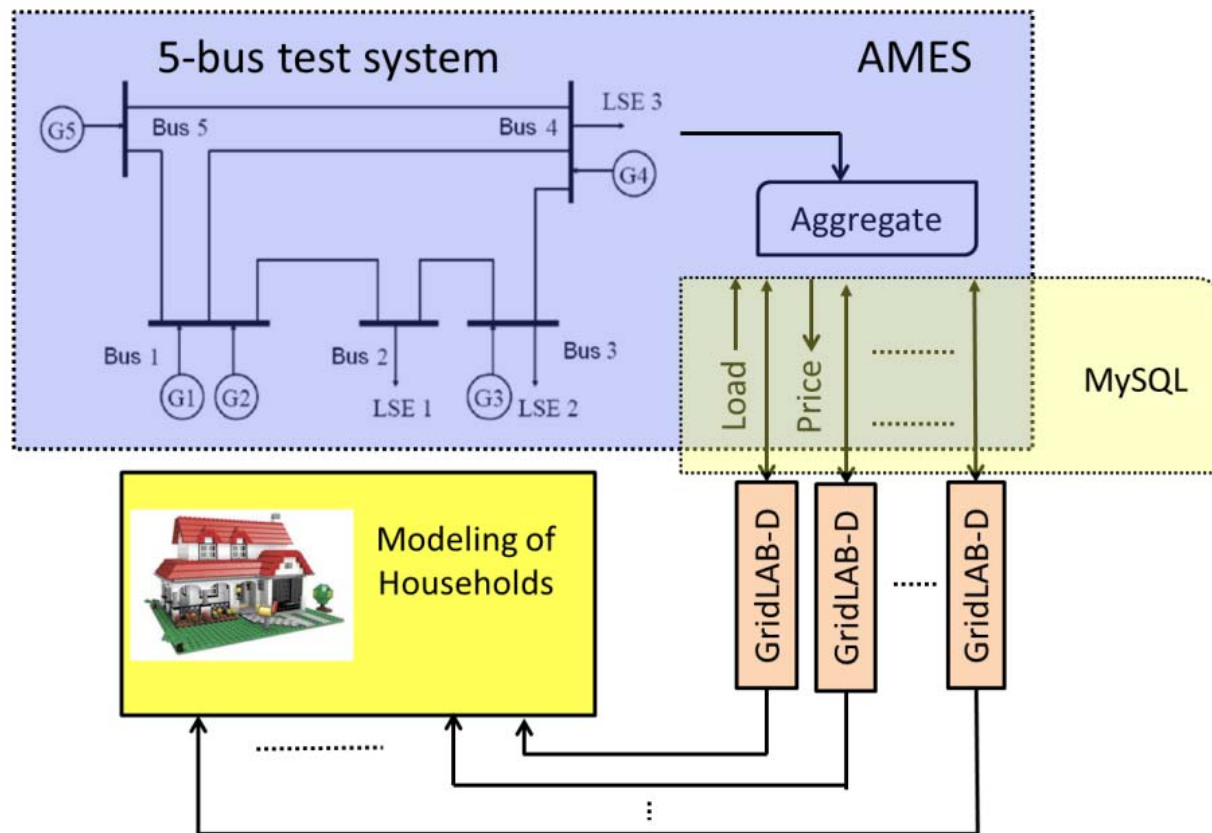 5-bus test system
AMES
LSE 3
G5
Bus 5
Bus 4
G4
Aggregate
Bus 1
Bus 2
Bus 3
G1
G2
LSE 1
G3
LSE 2
Load
Price
MySQL
Modeling of
Households
GridLAB-D
GridLAB-D
GridLAB-D